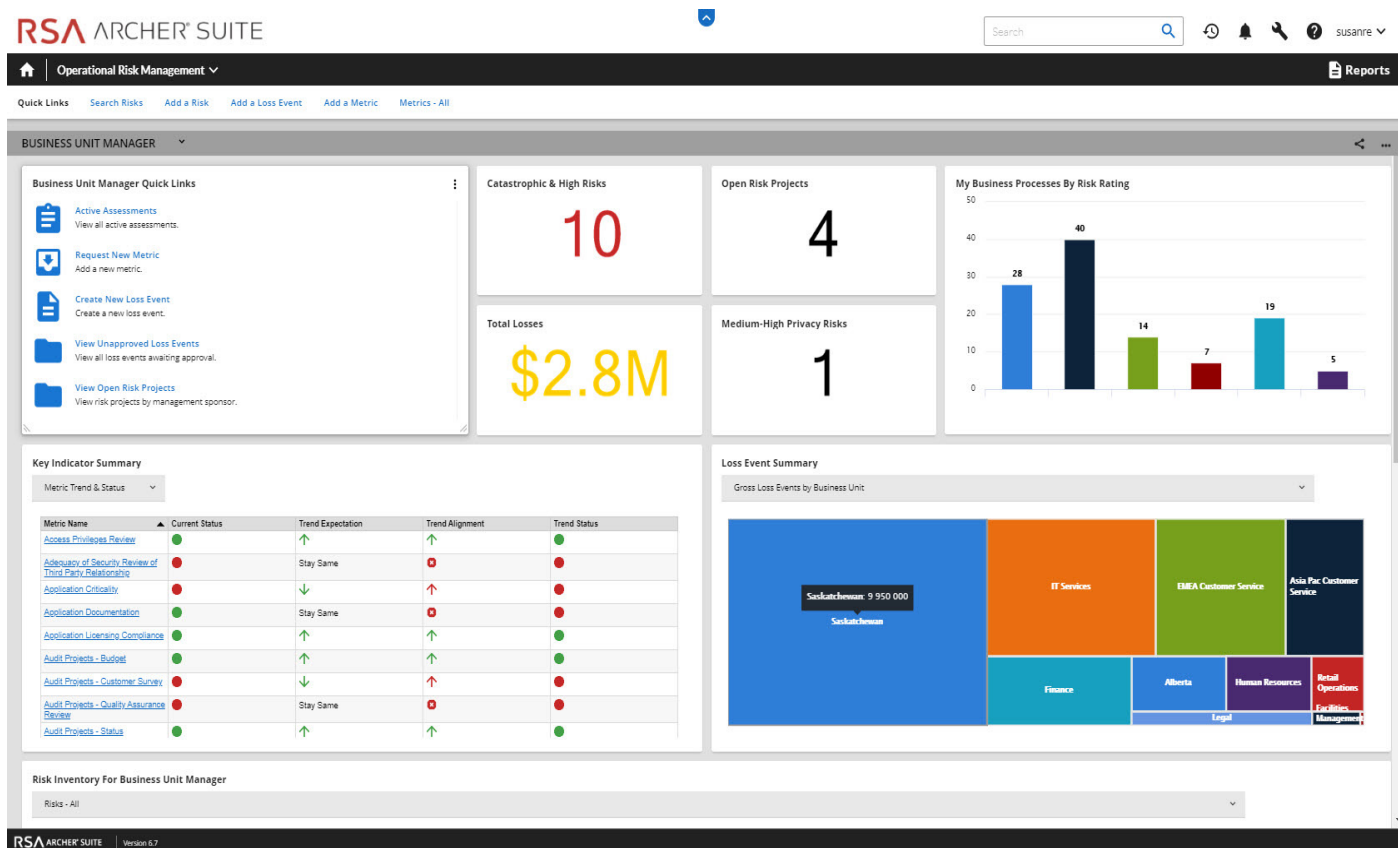 RSA ARCHER® SUITE
Search
susanre
Operational Risk Management
Reports
Quick Links Search Risks Add a Risk Add a Loss Event Add a Metric Metrics - All
BUSINESS UNIT MANAGER
Business Unit Manager Quick Links
Active Assessments
View all active assessments.
Request New Metric
Add a new metric.
Create New Loss Event
Create a new loss event.
View Unapproved Loss Events
View all loss events awaiting approval.
View Open Risk Projects
View risk projects by management sponsor.
Catastrophic & High Risks
10
Open Risk Projects
4
Total Losses
$2.8M
Medium-High Privacy Risks
1
My Business Processes By Risk Rating
50
40
30
20
10
0
28
40
14
7
19
5
Key Indicator Summary
Metric Trend & Status
Metric Name Current Status Trend Expectation Trend Alignment Trend Status
Access Privileges Review
Adequacy of Security Review of
Third Party Relationship
Stay Same
Application Criticality
Application Documentation
Stay Same
Application Licensing Compliance
Audit Projects - Budget
Audit Projects - Customer Survey
Audit Projects - Quality Assurance
Review
Stay Same
Audit Projects - Status
Loss Event Summary
Gross Loss Events by Business Unit
Saskatchewan: 9 950 000
Saskatchewan
IT Services
EMEA Customer Service
Asia Pac Customer
Service
Finance
Alberta
Human Resources
Retail
Operations
Facilities
Legal
Management
Risk Inventory For Business Unit Manager
Risks - All
RSA ARCHER® SUITE Version 6.7